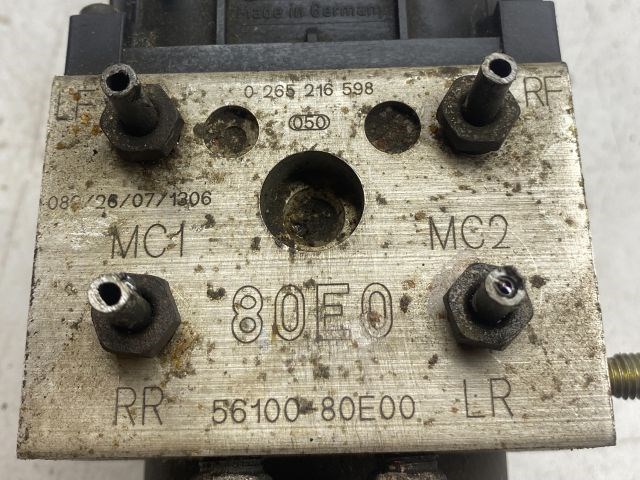 Made in Germany
LF
0 265 216 598
RF
050
/26/07/1306
MC1
MC2
80E0
RR
56100-80E00
LR